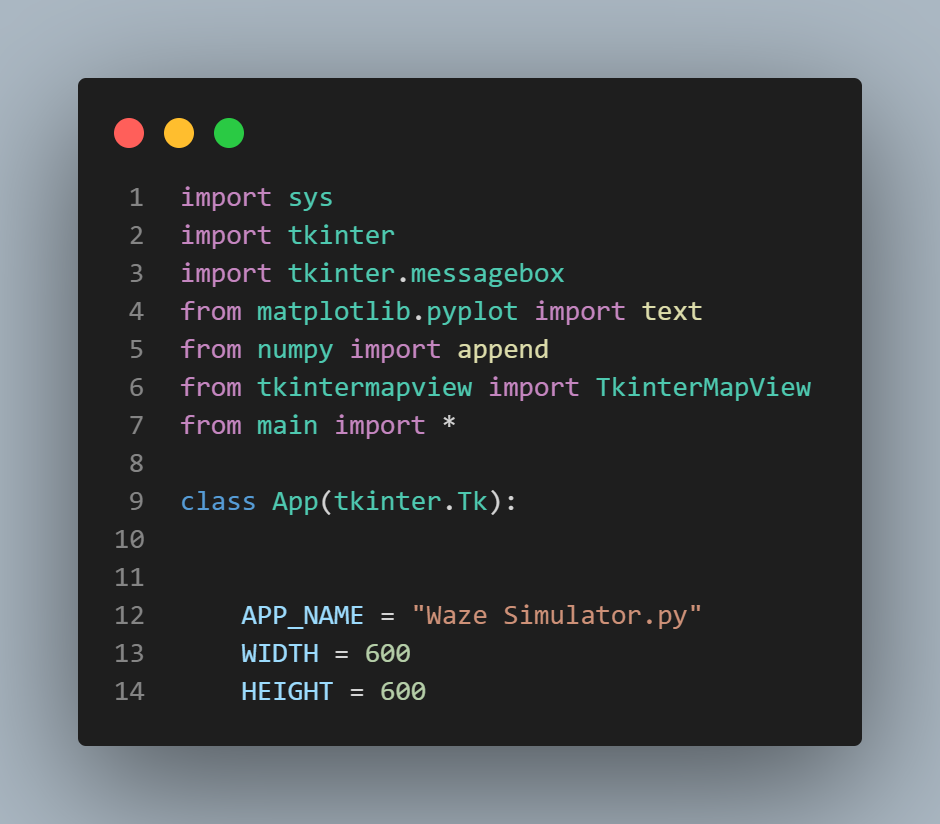 1 import sys
2 import tkinter
3 import tkinter.messagebox
4 from matplotlib.pyplot import text
5 from numpy import append
6 from tkintermapview import TkinterMapView
7 from main import *
8
9 class App(tkinter.Tk):
10
11
12     APP_NAME = "Waze Simulator.py"
13     WIDTH = 600
14     HEIGHT = 600